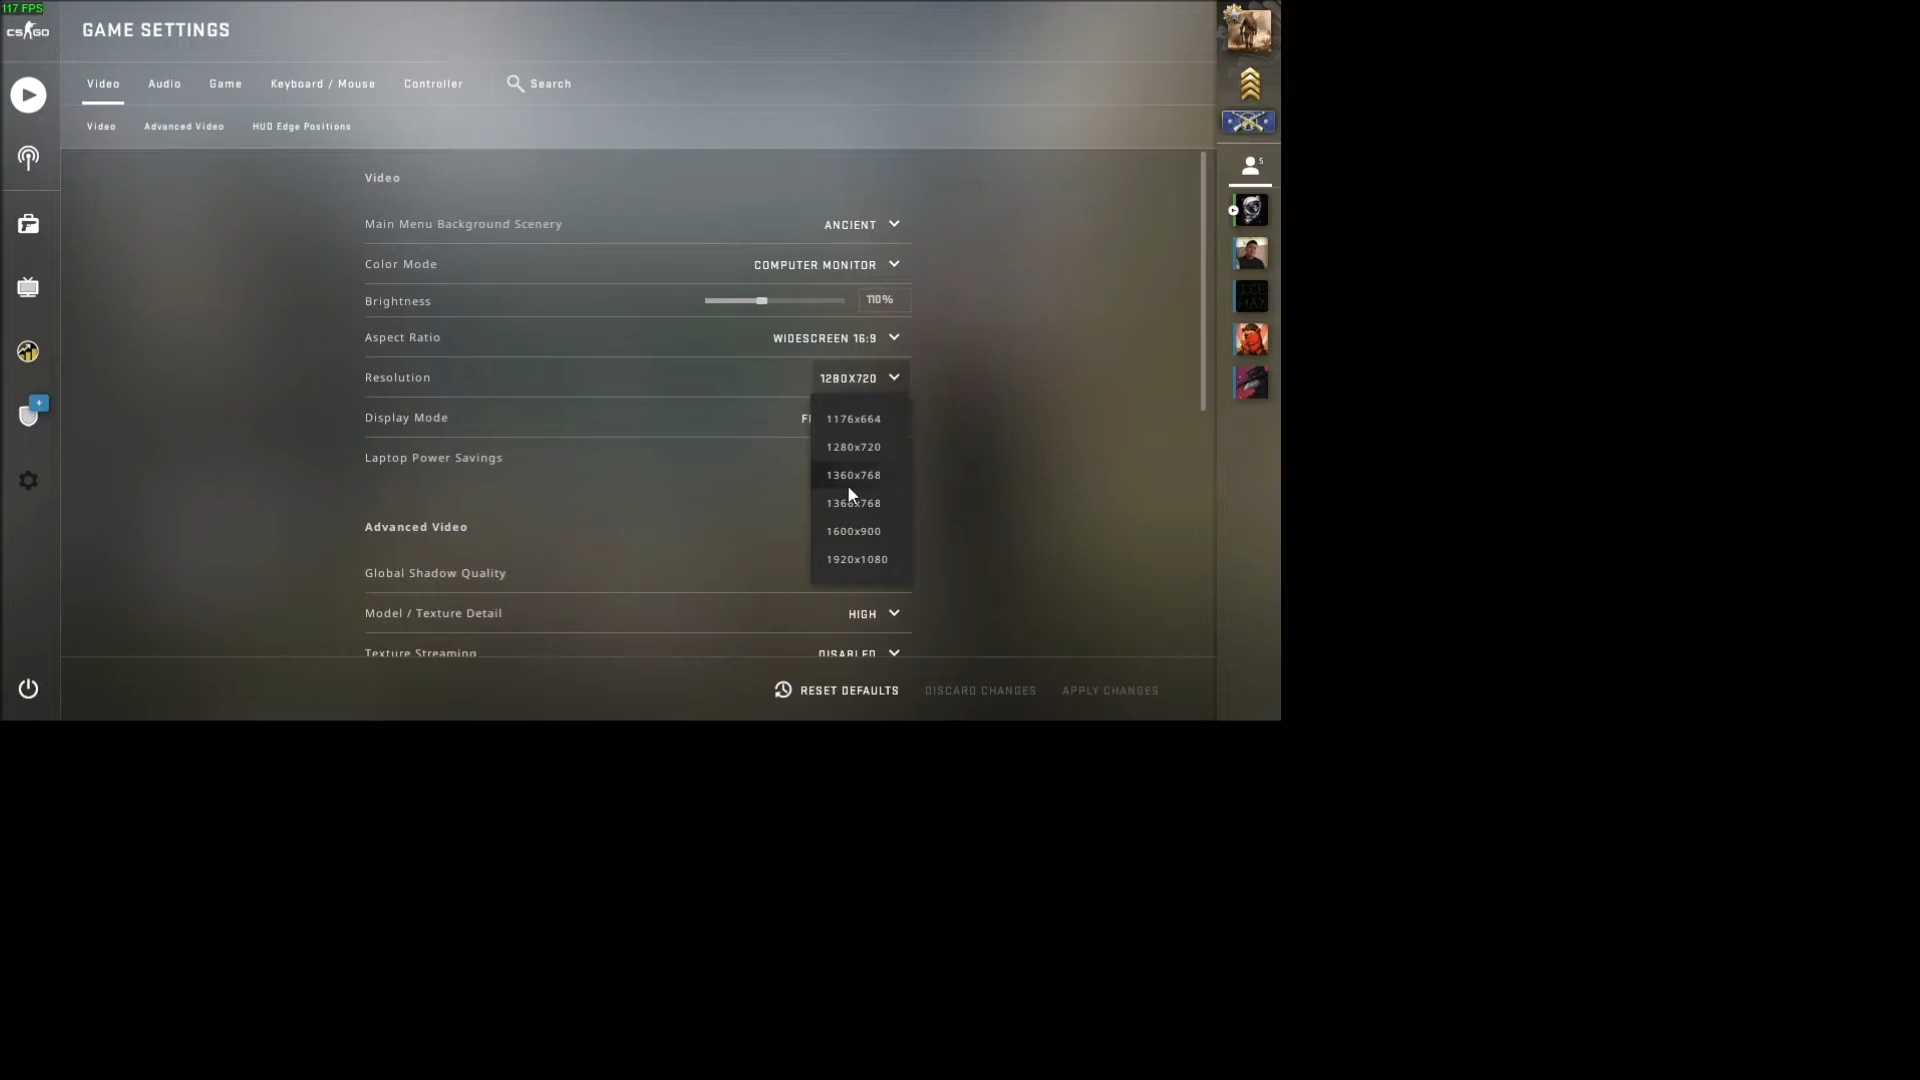 117 FPS
CS GO
GAME SETTINGS
Video Audio Game Keyboard / Mouse Controller Search
Video Advanced Video HUD Edge Positions
5
Video
Main Menu Background Scenery ANCIENT
Color Mode COMPUTER MONITOR
Brightness 110%
Aspect Ratio WIDESCREEN 16:9
Resolution 1280X720
Display Mode
1176x664
1280x720
Laptop Power Savings
1360x768
1366x768
Advanced Video
1600x900
1920x1080
Global Shadow Quality
Model / Texture Detail HIGH
Texture Streaming DISABLED
RESET DEFAULTS DISCARD CHANGES APPLY CHANGES